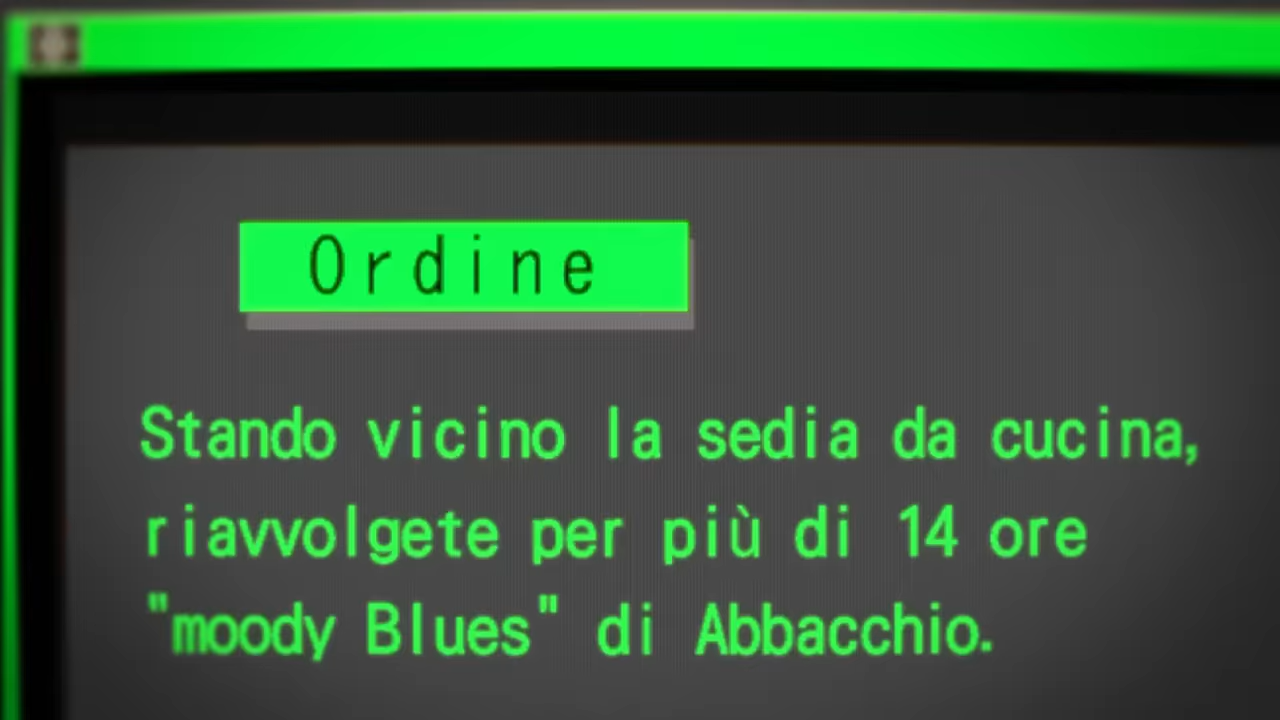 Ordine
Stando vicino la sedia da cucina,
riavvolgete per più di 14 ore
"moody Blues" di Abbacchio.